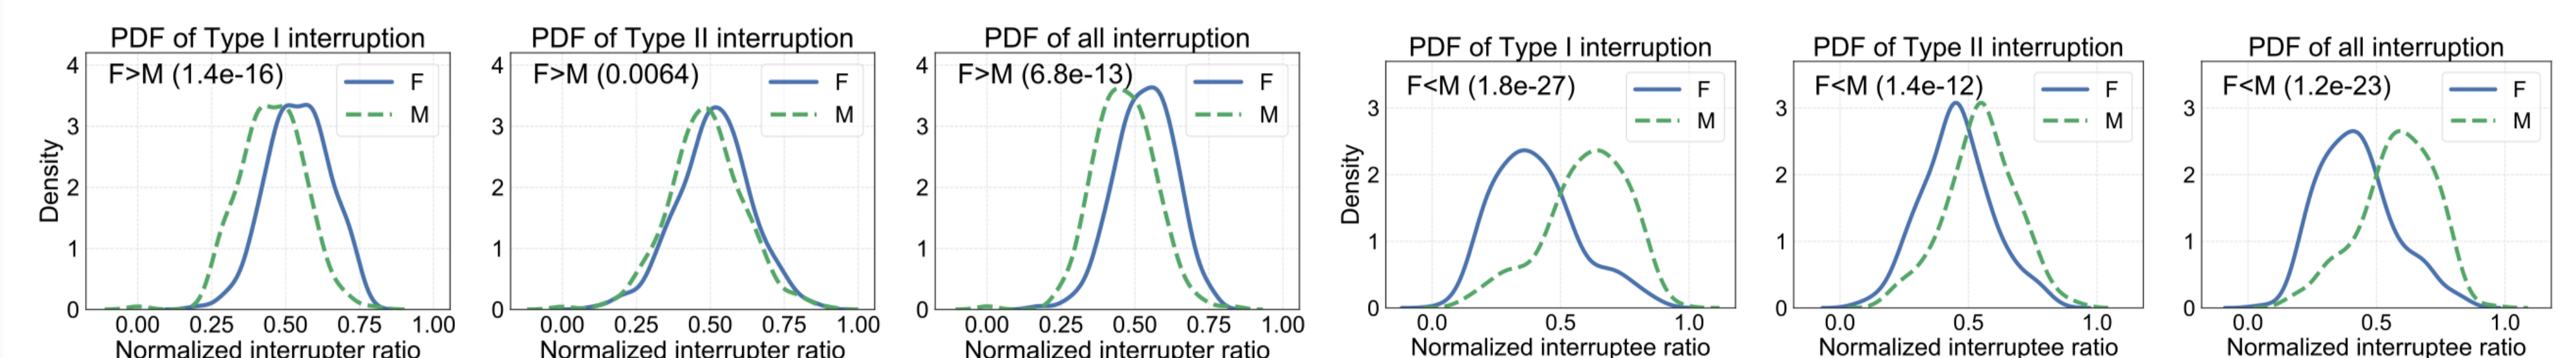 PDF of Type I interruption
F>M (1.4e-16)
F
M
4
3
2
1
0
Density
0.00 0.25 0.50 0.75 1.00
Normalized interrupter ratio
PDF of Type II interruption
F>M (0.0064)
F
M
4
3
2
1
0
0.00 0.25 0.50 0.75 1.00
Normalized interrupter ratio
PDF of all interruption
F>M (6.8e-13)
F
M
4
3
2
1
0
0.00 0.25 0.50 0.75 1.00
Normalized interrupter ratio
PDF of Type I interruption
F<M (1.8e-27)
F
M
3
2
1
0
Density
0.0 0.5 1.0
Normalized interruptee ratio
PDF of Type II interruption
F<M (1.4e-12)
F
M
3
2
1
0
0.0 0.5 1.0
Normalized interruptee ratio
PDF of all interruption
F<M (1.2e-23)
F
M
3
2
1
0
0.0 0.5 1.0
Normalized interruptee ratio